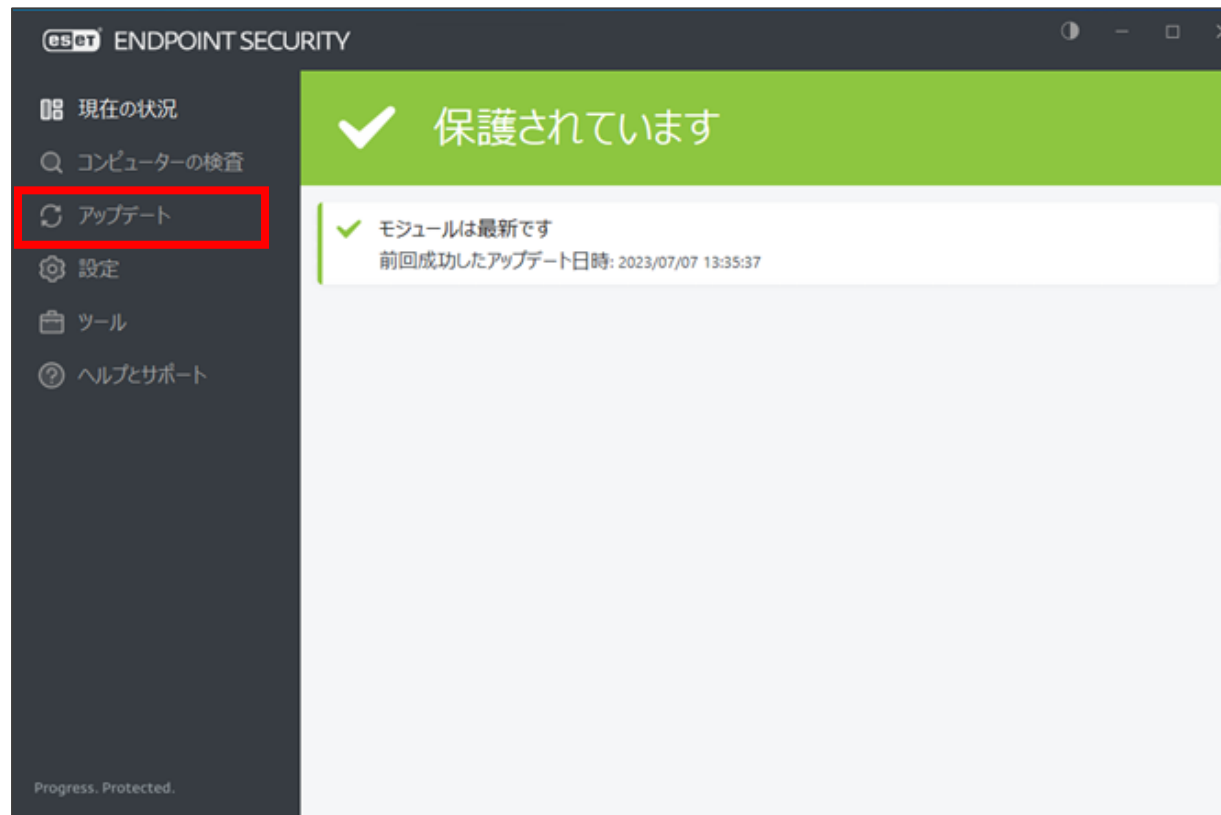 eset ENDPOINT SECURITY
現在の状況
コンピューターの検査
アップデート
設定
ツール
ヘルプとサポート
Progress. Protected.
保護されています
モジュールは最新です
前回成功したアップデート日時: 2023/07/07 13:35:37